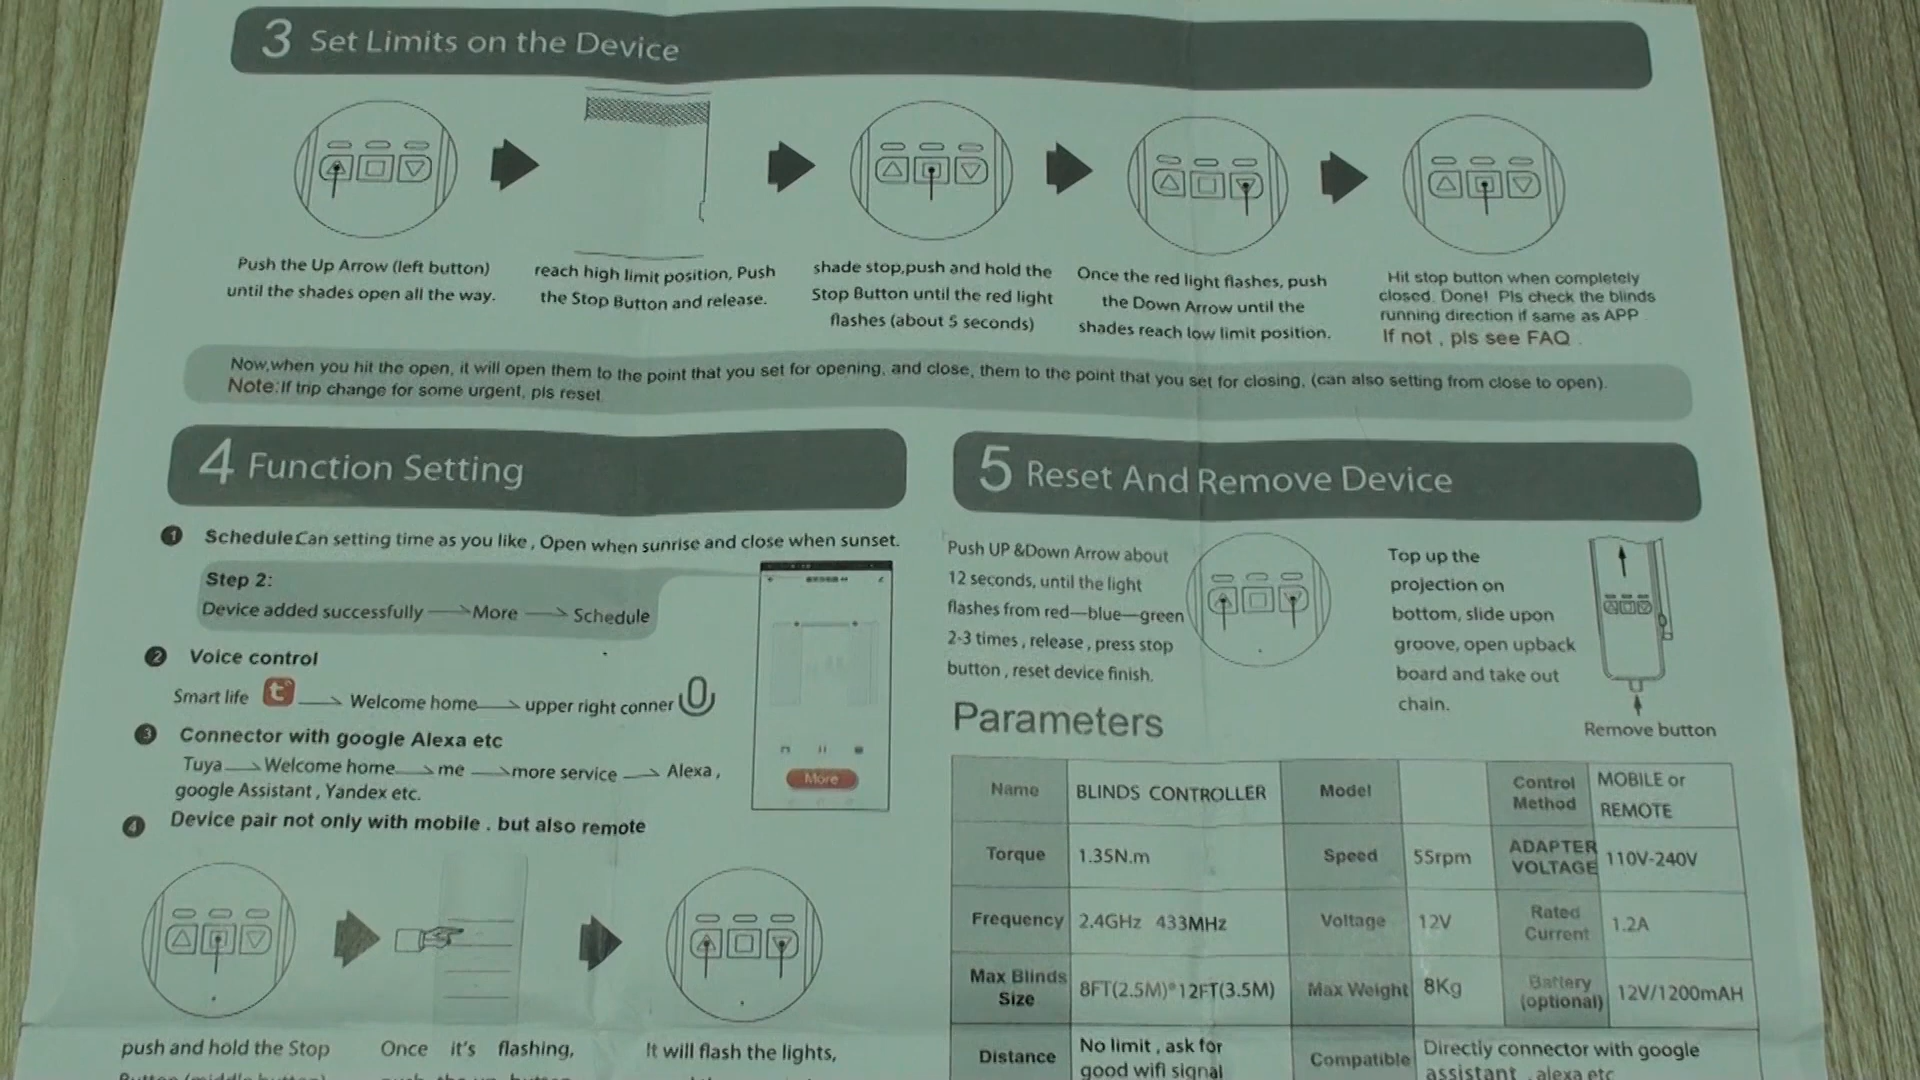 3 Set Limits on the Device
Push the Up Arrow (left button)
until the shades open all the way.
reach high limit position, Push
the Stop Button and release.
shade stop,push and hold the
Stop Button until the red light
flashes (about 5 seconds)
Once the red light flashes, push
the Down Arrow until the
shades reach low limit position.
Hit stop button when completely
closed. Done! Pls check the blinds
running direction if same as APP
If not , pls see FAQ .
Now,when you hit the open, it will open them to the point that you set for opening, and close, them to the point that you set for closing, (can also setting from close to open).
Note:If trip change for some urgent, pls reset
4 Function Setting
1 Schedule:Can setting time as you like , Open when sunrise and close when sunset.
Step 2:
Device added successfully → More → Schedule
2 Voice control
Smart life → Welcome home → upper right conner
3 Connector with google Alexa etc
Tuya → Welcome home → me → more service → Alexa ,
google Assistant , Yandex etc.
More
4 Device pair not only with mobile . but also remote
push and hold the Stop
Once it's flashing,
It will flash the lights,
5 Reset And Remove Device
Push UP &Down Arrow about
12 seconds, until the light
flashes from red—blue—green
2-3 times , release , press stop
button , reset device finish.
Top up the
projection on
bottom, slide upon
groove, open upback
board and take out
chain.
Remove button
Parameters
Name BLINDS CONTROLLER Model Control Method MOBILE or REMOTE
Torque 1.35N.m Speed 55rpm ADAPTER VOLTAGE 110V-240V
Frequency 2.4GHz 433MHz Voltage 12V Rated Current 1.2A
Max Blinds Size 8FT(2.5M)*12FT(3.5M) Max Weight 8Kg Battery (optional) 12V/1200mAH
Distance No limit , ask for good wifi signal Compatible Directly connector with google assistant , alexa etc